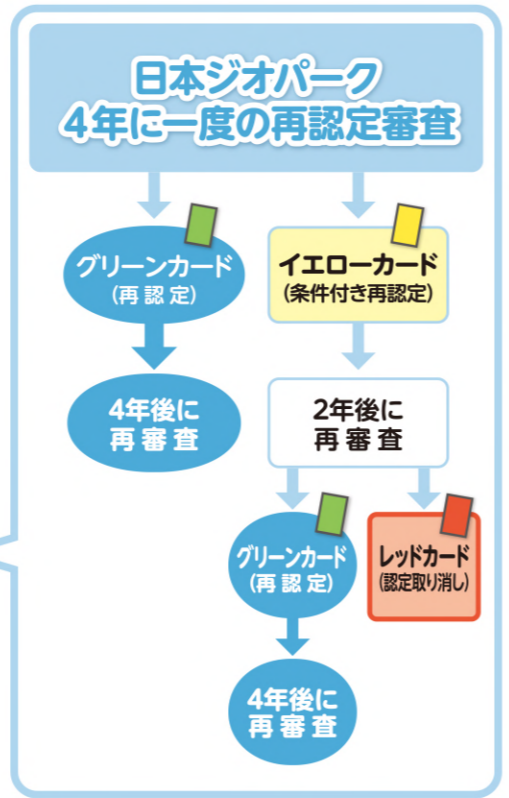 日本ジオパーク
4年に一度の再認定審査
グリーンカード
(再認定)
4年後に
再審査
イエローカード
(条件付き再認定)
2年後に
再審査
グリーンカード
(再認定)
4年後に
再審査
レッドカード
(認定取り消し)